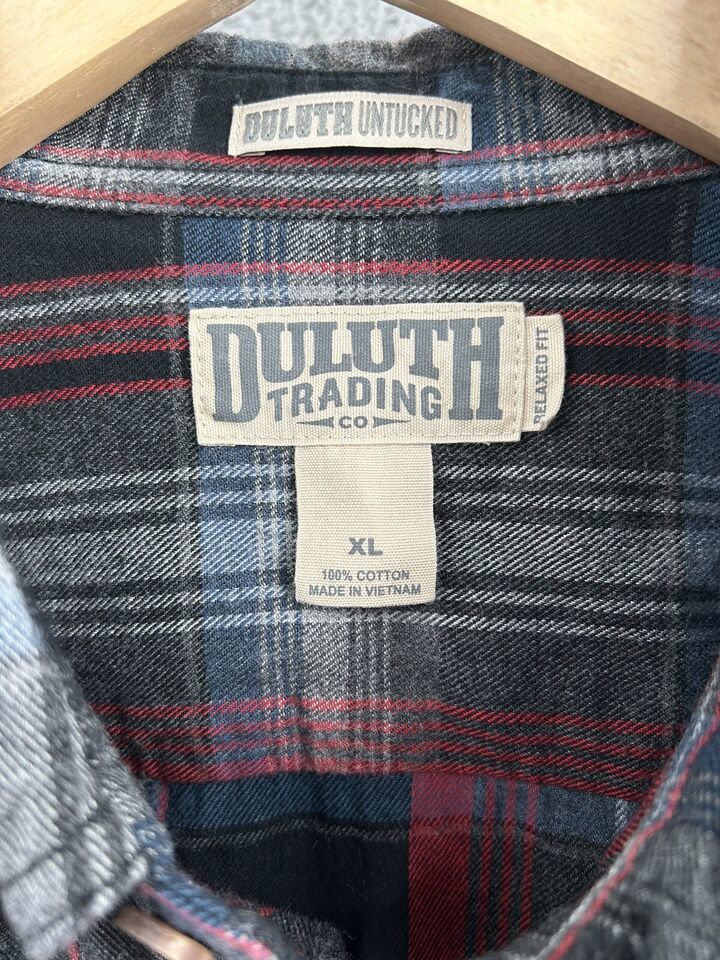 DULUTH UNTUCKED
DULUTH
TRADING
CO
RELAXED FIT
XL
100% COTTON
MADE IN VIETNAM